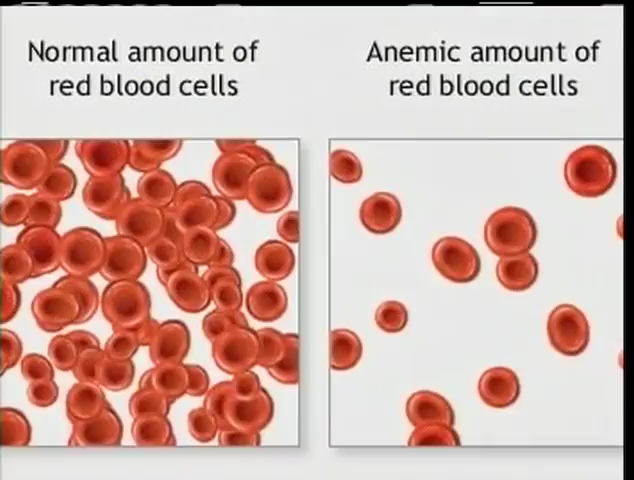 Normal amount of
red blood cells
Anemic amount of
red blood cells